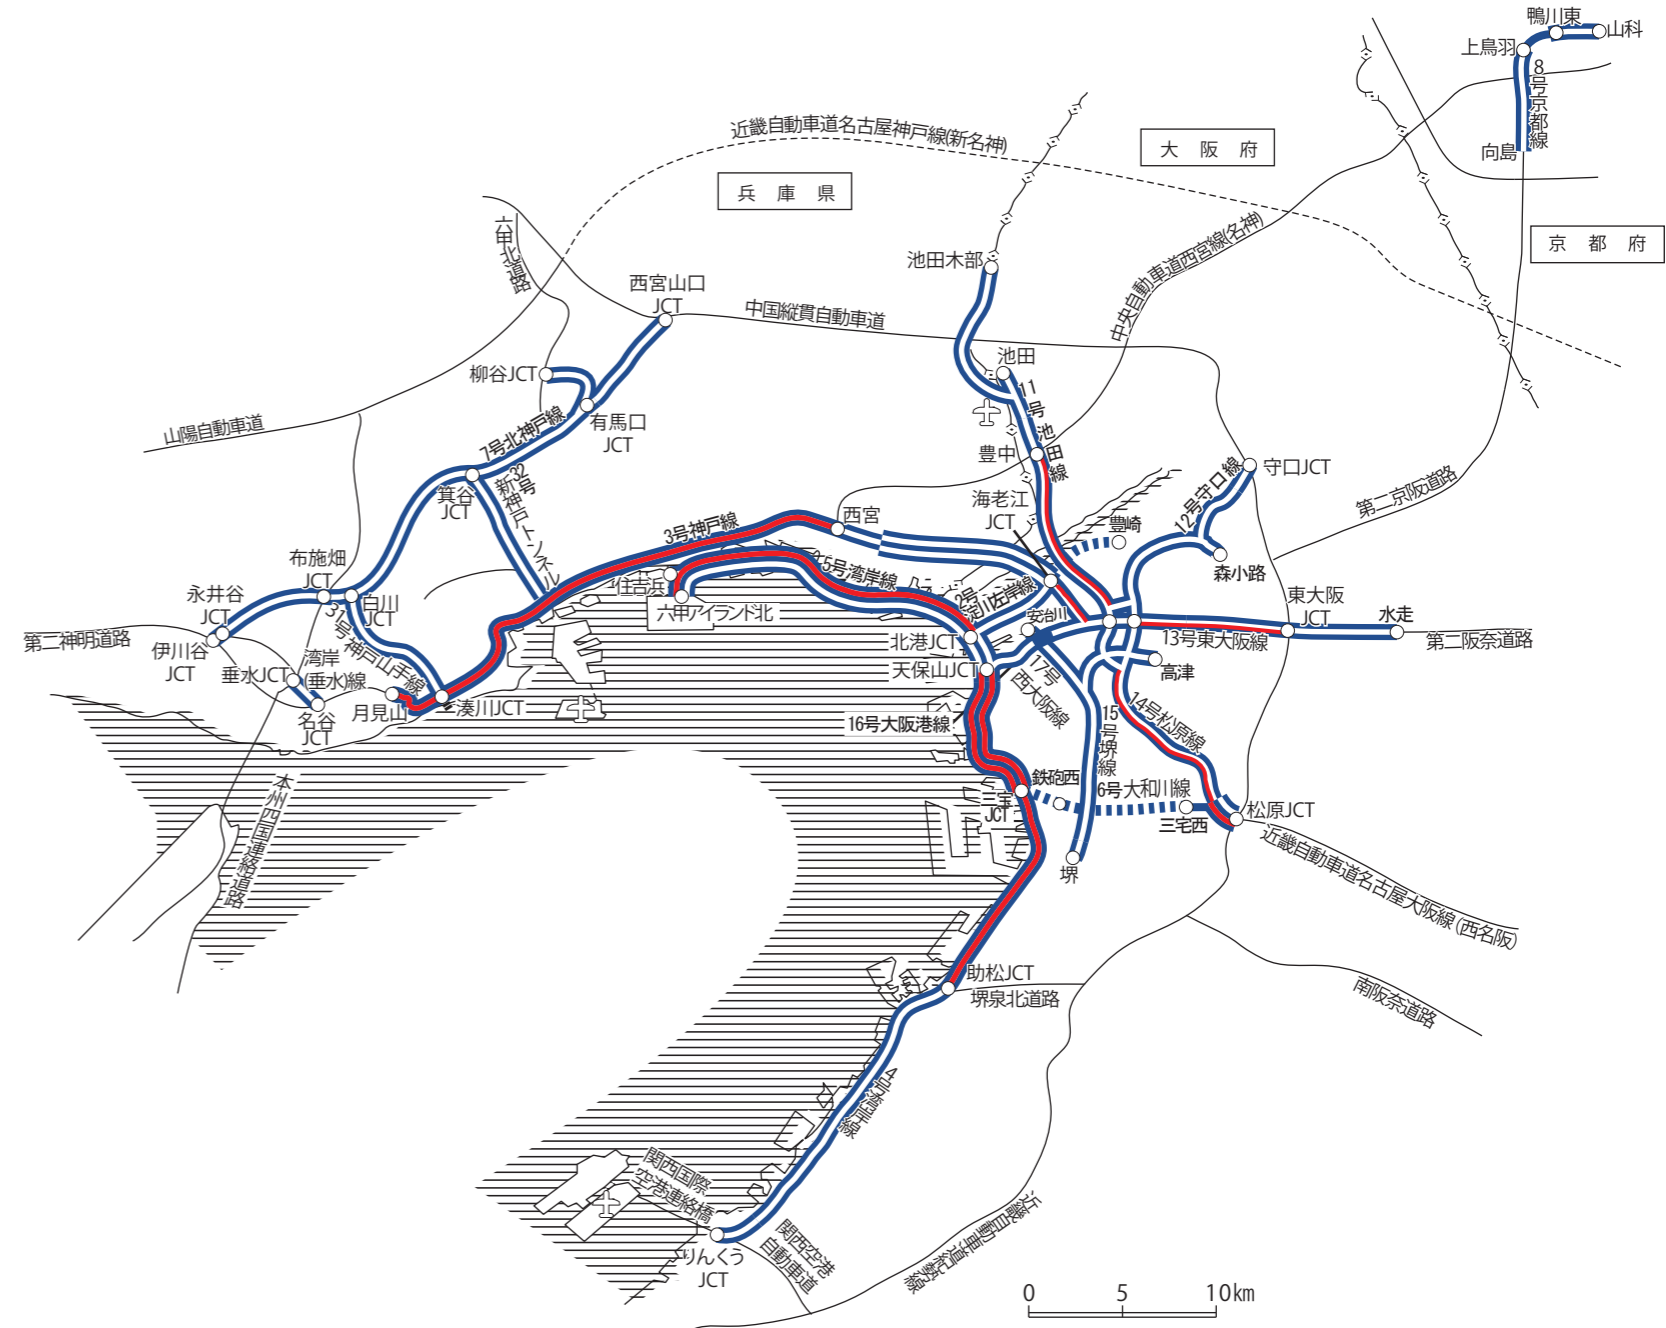 鴨川東
山科
上鳥羽
8号京都線
向島
近畿自動車道名古屋神戸線(新名神)
大阪府
兵庫県
京都府
六甲北道路
池田木部
中央自動車道西宮線(名神)
西宮山口
JCT
中国縦貫自動車道
池田
柳谷JCT
11号池田線
有馬口
JCT
山陽自動車道
7号北神戸線
豊中
守口JCT
箕谷
JCT
32号
新神戸トンネル
海老江
JCT
12号守口線
第二京阪道路
3号神戸線
西宮
豊崎
森小路
布施畑
JCT
住吉浜
5号湾岸線
永井谷
JCT
白川
JCT
六甲アイランド北
2号
淀川左岸線
安治川
東大阪
JCT
水走
第二神明道路
31号神戸山手線
北港JCT
13号東大阪線
第二阪奈道路
伊川谷
JCT
垂水JCT
湾岸
(垂水)線
天保山JCT
17号
西大阪線
高津
名谷
JCT
月見山
湊川JCT
16号大阪港線
15号堺線
14号松原線
鉄砲西
三宝
JCT
6号大和川線
三宅西
松原JCT
本州四国連絡道路
近畿自動車道名古屋大阪線(西名阪)
堺
助松JCT
堺泉北道路
南阪奈道路
4号湾岸線
関西国際
空港連絡橋
りんくう
JCT
関西空港
自動車道
近畿自動車道松原那智勝浦線
0 5 10km